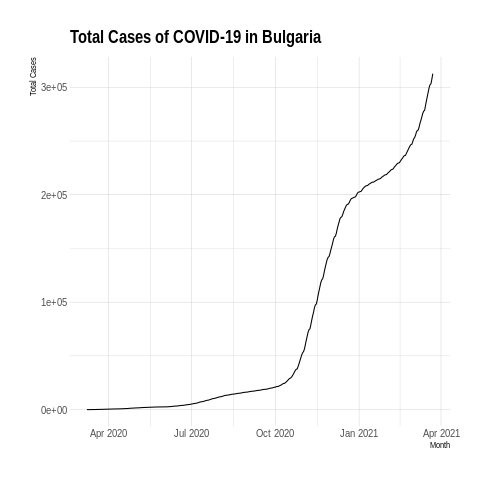 Total Cases of COVID-19 in Bulgaria
Total Cases
3e+05
2e+05
1e+05
0e+00
Apr 2020 Jul 2020 Oct 2020 Jan 2021 Apr 2021
Month